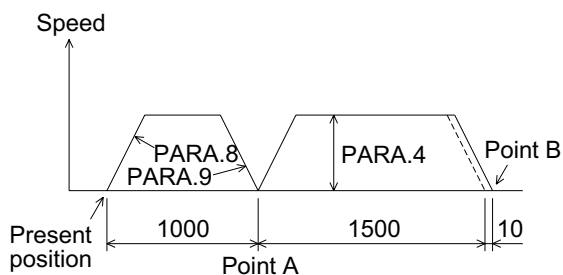 Speed
PARA.8
PARA.9
PARA.4
Point B
1000
1500
10
Present
position
Point A